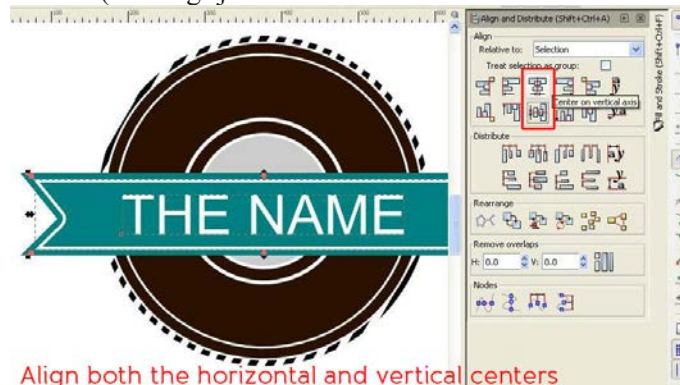 Align and Distribute (Shift+Ctrl+A)
Align
Relative to: Selection
Treat selection as group:
Center on vertical axis
Distribute
Rearrange
Remove overlaps
H: 0.0 V: 0.0
Nodes
Fill and Stroke (Shift+Ctrl+F)
THE NAME
Align both the horizontal and vertical centers